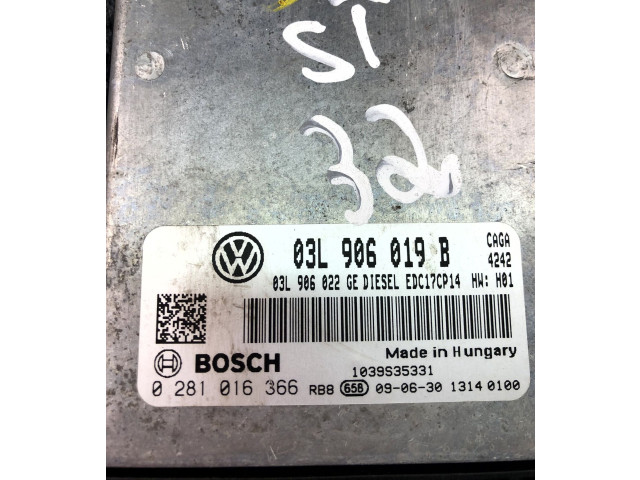 SI
32
03L 906 019 B CAGA
4242
03L 906 022 GE DIESEL EDC17CP14 HW: H01
BOSCH
Made in Hungary
1039S35331
0 281 016 366 RB8 65B 09-06-30 1314 0100